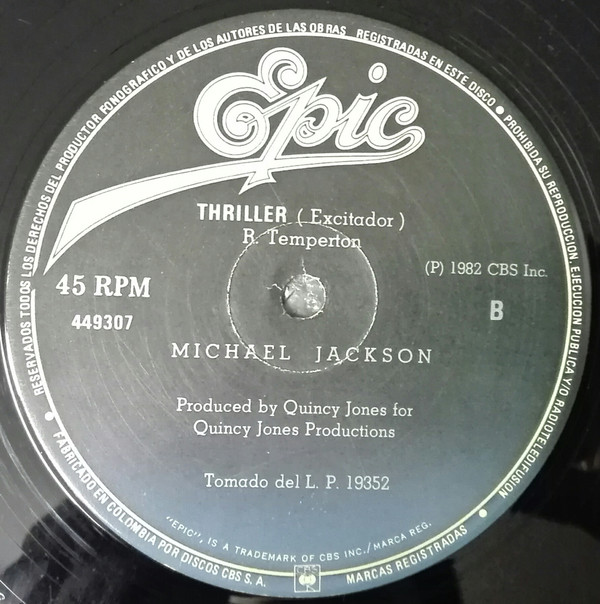 RESERVADOS TODOS LOS DERECHOS DEL PRODUCTOR FONOGRAFICO Y DE LOS AUTORES DE LAS OBRAS REGISTRADAS EN ESTE DISCO ● PROHIBIDA SU REPRODUCCION, EJECUCION PUBLICA Y/O RADIOTELEDIFUSION
Epic
THRILLER ( Excitador )
R. Temperton
(P) 1982 CBS Inc.
45 RPM
449307
B
MICHAEL JACKSON
Produced by Quincy Jones for
Quincy Jones Productions
Tomado del L. P. 19352
"EPIC", IS A TRADEMARK OF CBS INC./MARCA REG.
● FABRICADO EN COLOMBIA POR DISCOS CBS S. A.
MARCAS REGISTRADAS ●